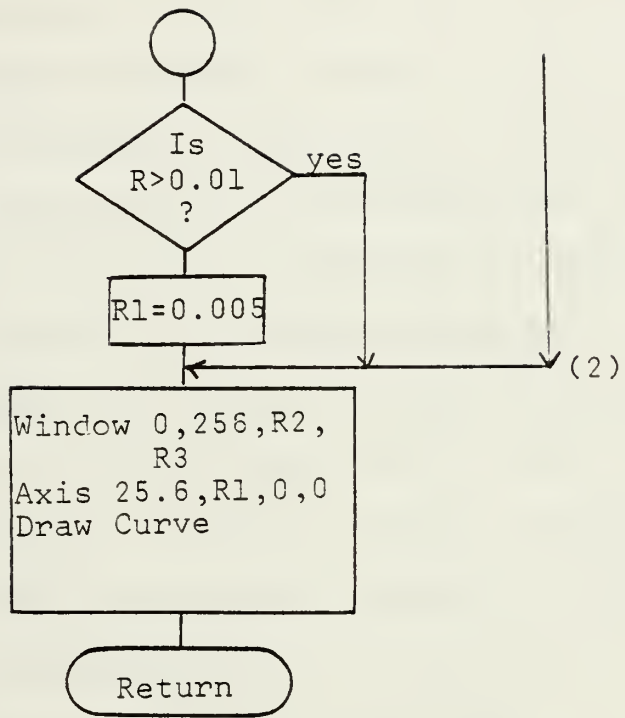 Is
R>0.01
?
yes
R1=0.005
(2)
Window 0,256,R2,
R3
Axis 25.6,R1,0,0
Draw Curve
Return